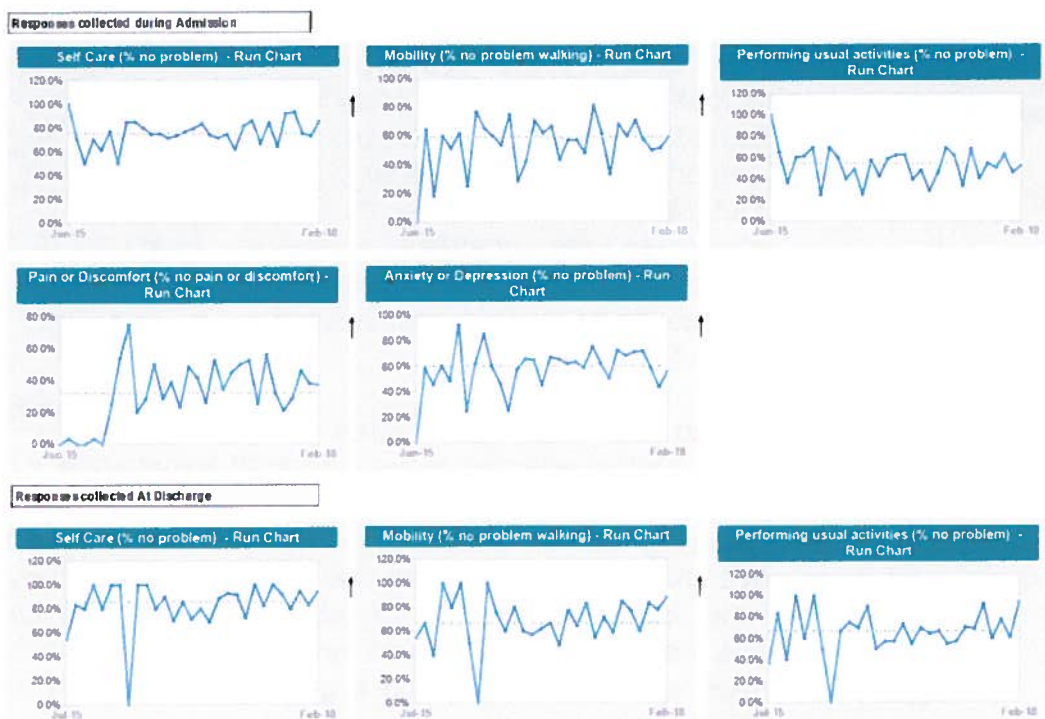 Responses collected during Admission
Self Care (% no problem) - Run Chart
120.0%
100.0%
80.0%
60.0%
40.0%
20.0%
0.0%
Jun-15
Feb-18
Mobility (% no problem walking) - Run Chart
100.0%
80.0%
60.0%
40.0%
20.0%
0.0%
Jun-15
Feb-18
Performing usual activities (% no problem) -
Run Chart
120.0%
100.0%
80.0%
60.0%
40.0%
20.0%
0.0%
Jun-15
Feb-18
Pain or Discomfort (% no pain or discomfort) -
Run Chart
80.0%
60.0%
40.0%
20.0%
0.0%
Jun-15
Feb-18
Anxiety or Depression (% no problem) - Run
Chart
100.0%
80.0%
60.0%
40.0%
20.0%
0.0%
Jun-15
Feb-18
Responses collected At Discharge
Self Care (% no problem) - Run Chart
120.0%
100.0%
80.0%
60.0%
40.0%
20.0%
0.0%
Jul-15
Feb-18
Mobility (% no problem walking) - Run Chart
120.0%
100.0%
80.0%
60.0%
40.0%
20.0%
0.0%
Jul-15
Feb-18
Performing usual activities (% no problem) -
Run Chart
120.0%
100.0%
80.0%
60.0%
40.0%
20.0%
0.0%
Jul-15
Feb-18